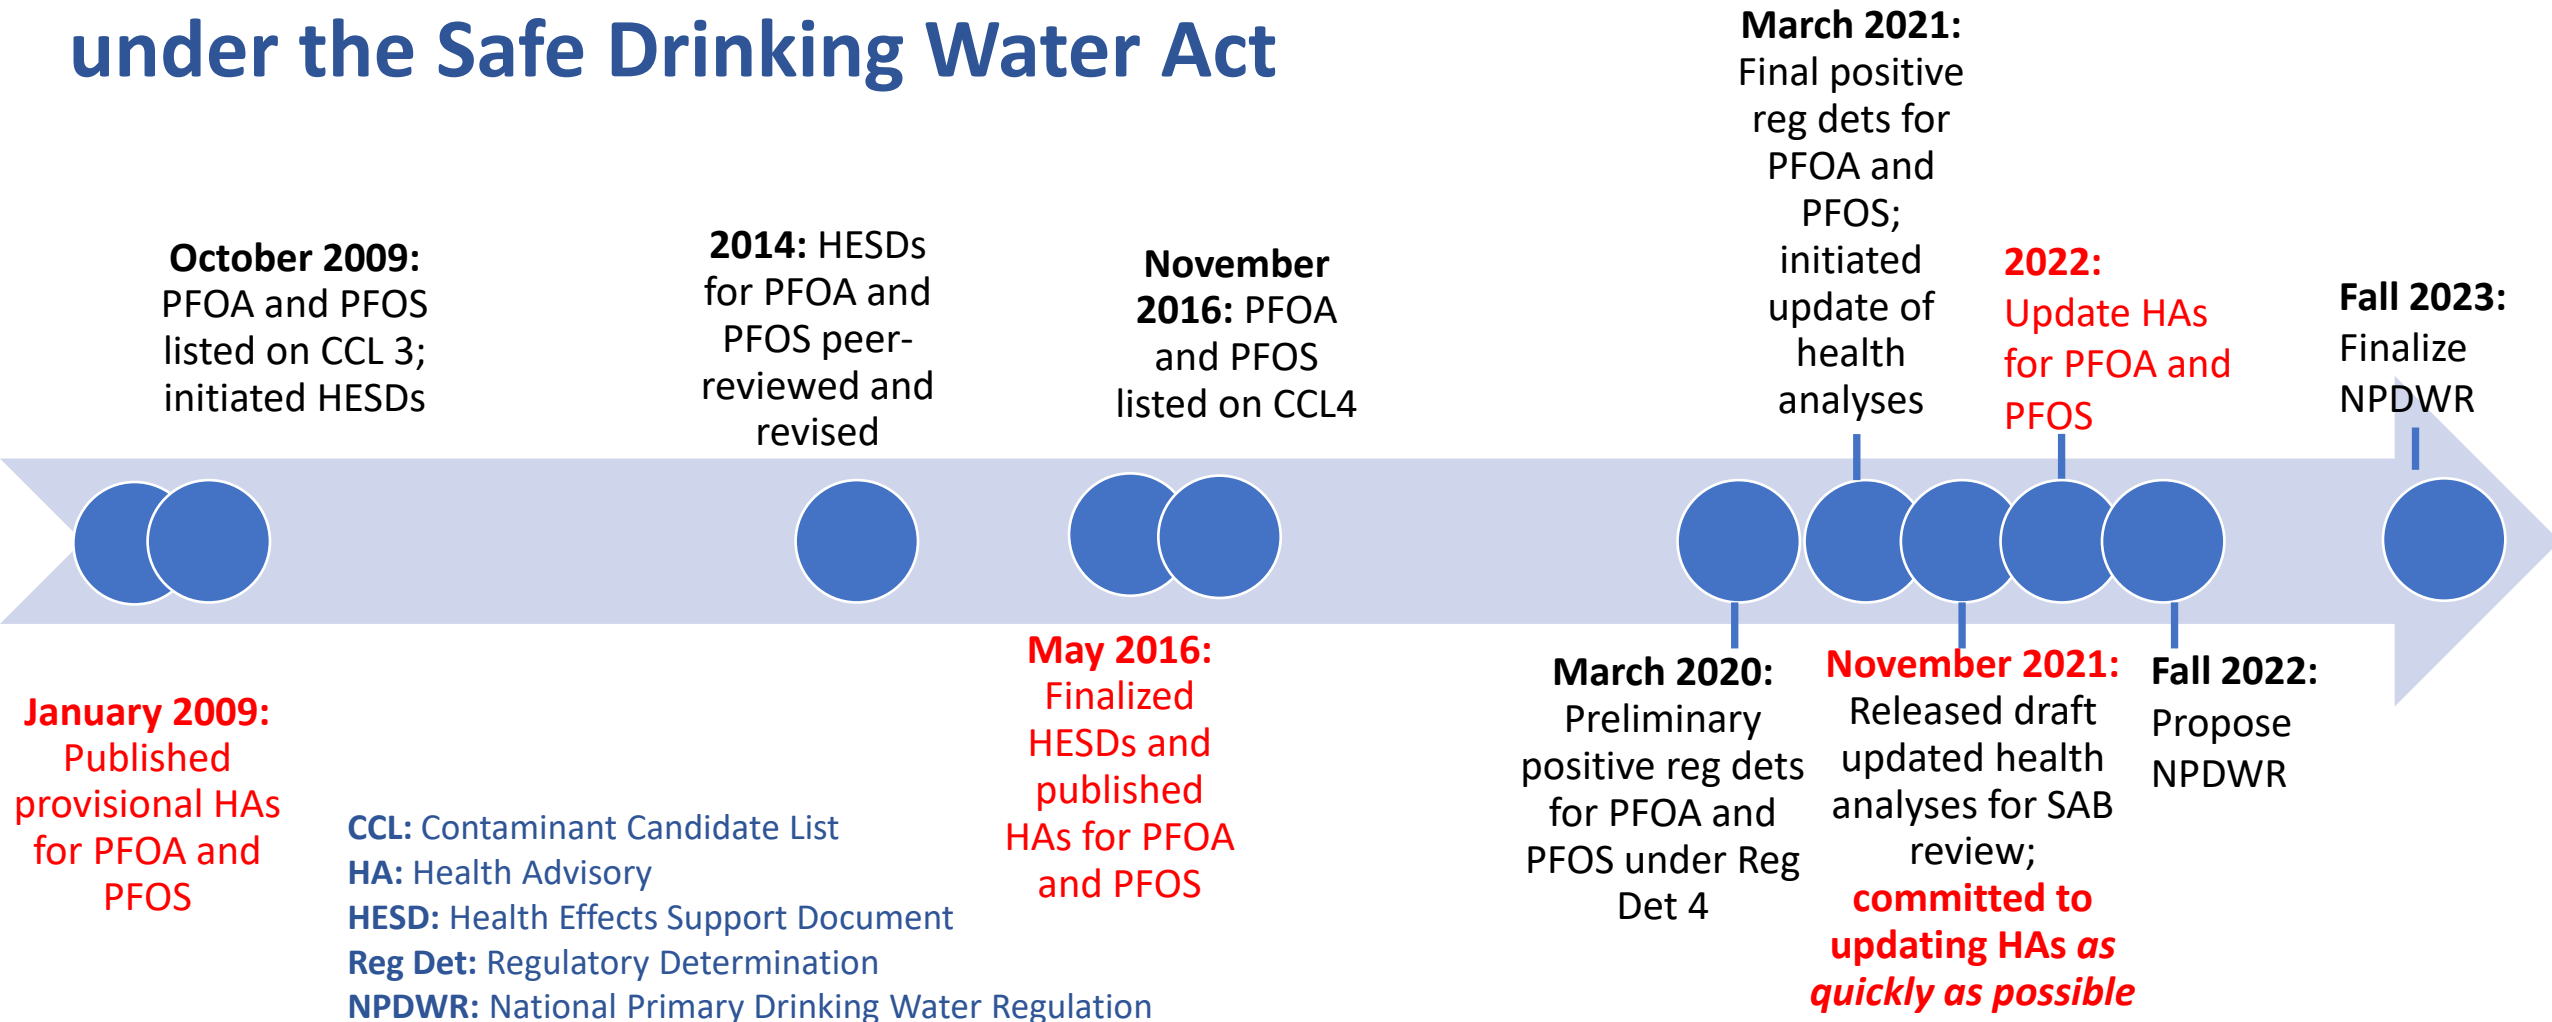 under the Safe Drinking Water Act
October 2009:
PFOA and PFOS
listed on CCL 3;
initiated HESDs
2014: HESDs
for PFOA and
PFOS peer-
reviewed and
revised
November
2016: PFOA
and PFOS
listed on CCL4
March 2021:
Final positive
reg dets for
PFOA and
PFOS;
initiated
update of
health
analyses
2022:
Update HAs
for PFOA and
PFOS
Fall 2023:
Finalize
NPDWR
January 2009:
Published
provisional HAs
for PFOA and
PFOS
May 2016:
Finalized
HESDs and
published
HAs for PFOA
and PFOS
March 2020:
Preliminary
positive reg dets
for PFOA and
PFOS under Reg
Det 4
November 2021:
Released draft
updated health
analyses for SAB
review;
committed to
updating HAs as
quickly as possible
Fall 2022:
Propose
NPDWR
CCL: Contaminant Candidate List
HA: Health Advisory
HESD: Health Effects Support Document
Reg Det: Regulatory Determination
NPDWR: National Primary Drinking Water Regulation